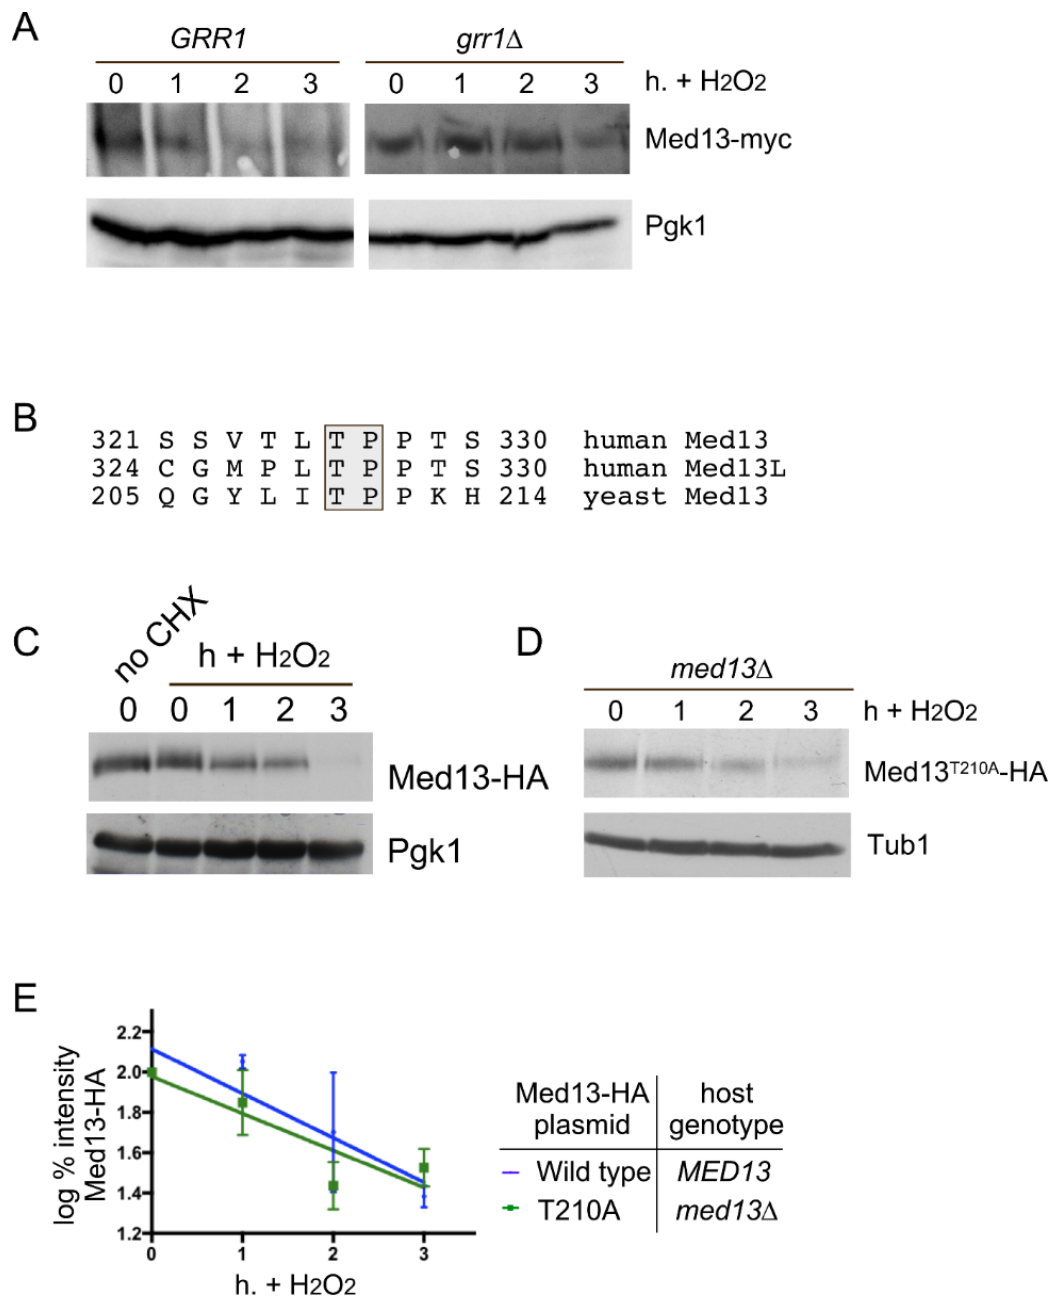 A
GRR1 grr1Δ
0 1 2 3 0 1 2 3 h. + H2O2
Med13-myc
Pgk1
B
321 S S V T L T P P T S 330 human Med13
324 C G M P L T P P T S 330 human Med13L
205 Q G Y L I T P P K H 214 yeast Med13
C
no CHX
h + H2O2
0 0 1 2 3
Med13-HA
Pgk1
D
med13Δ
0 1 2 3 h + H2O2
Med13T210A-HA
Tub1
E
log % intensity
Med13-HA
2.2
2.0
1.8
1.6
1.4
1.2
0 1 2 3
h. + H2O2
Med13-HA plasmid host genotype
Wild type MED13
T210A med13Δ